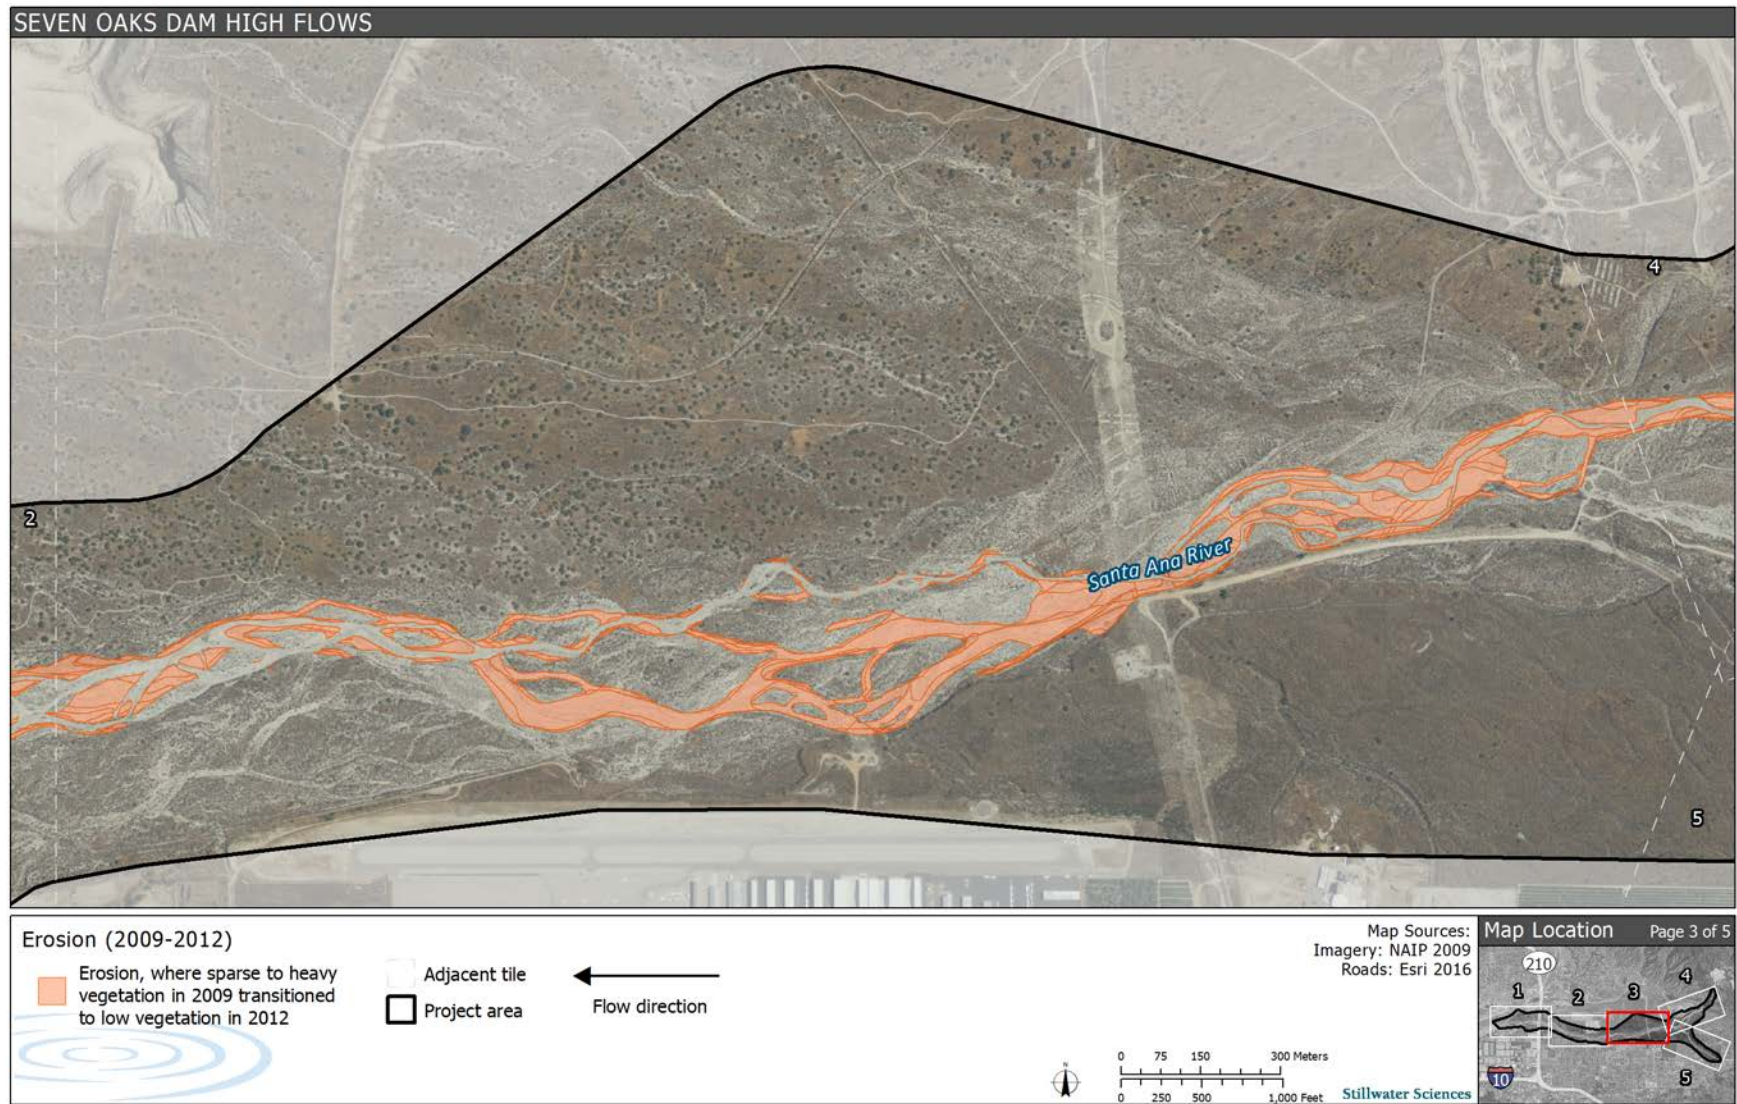 SEVEN OAKS DAM HIGH FLOWS
4
2
Santa Ana River
5
Erosion (2009-2012)
Erosion, where sparse to heavy
vegetation in 2009 transitioned
to low vegetation in 2012
Adjacent tile
Project area
Flow direction
Map Sources:
Imagery: NAIP 2009
Roads: Esri 2016
N
0 75 150 300 Meters
0 250 500 1,000 Feet
Stillwater Sciences
Map Location Page 3 of 5
210
4
1 2 3
10
5